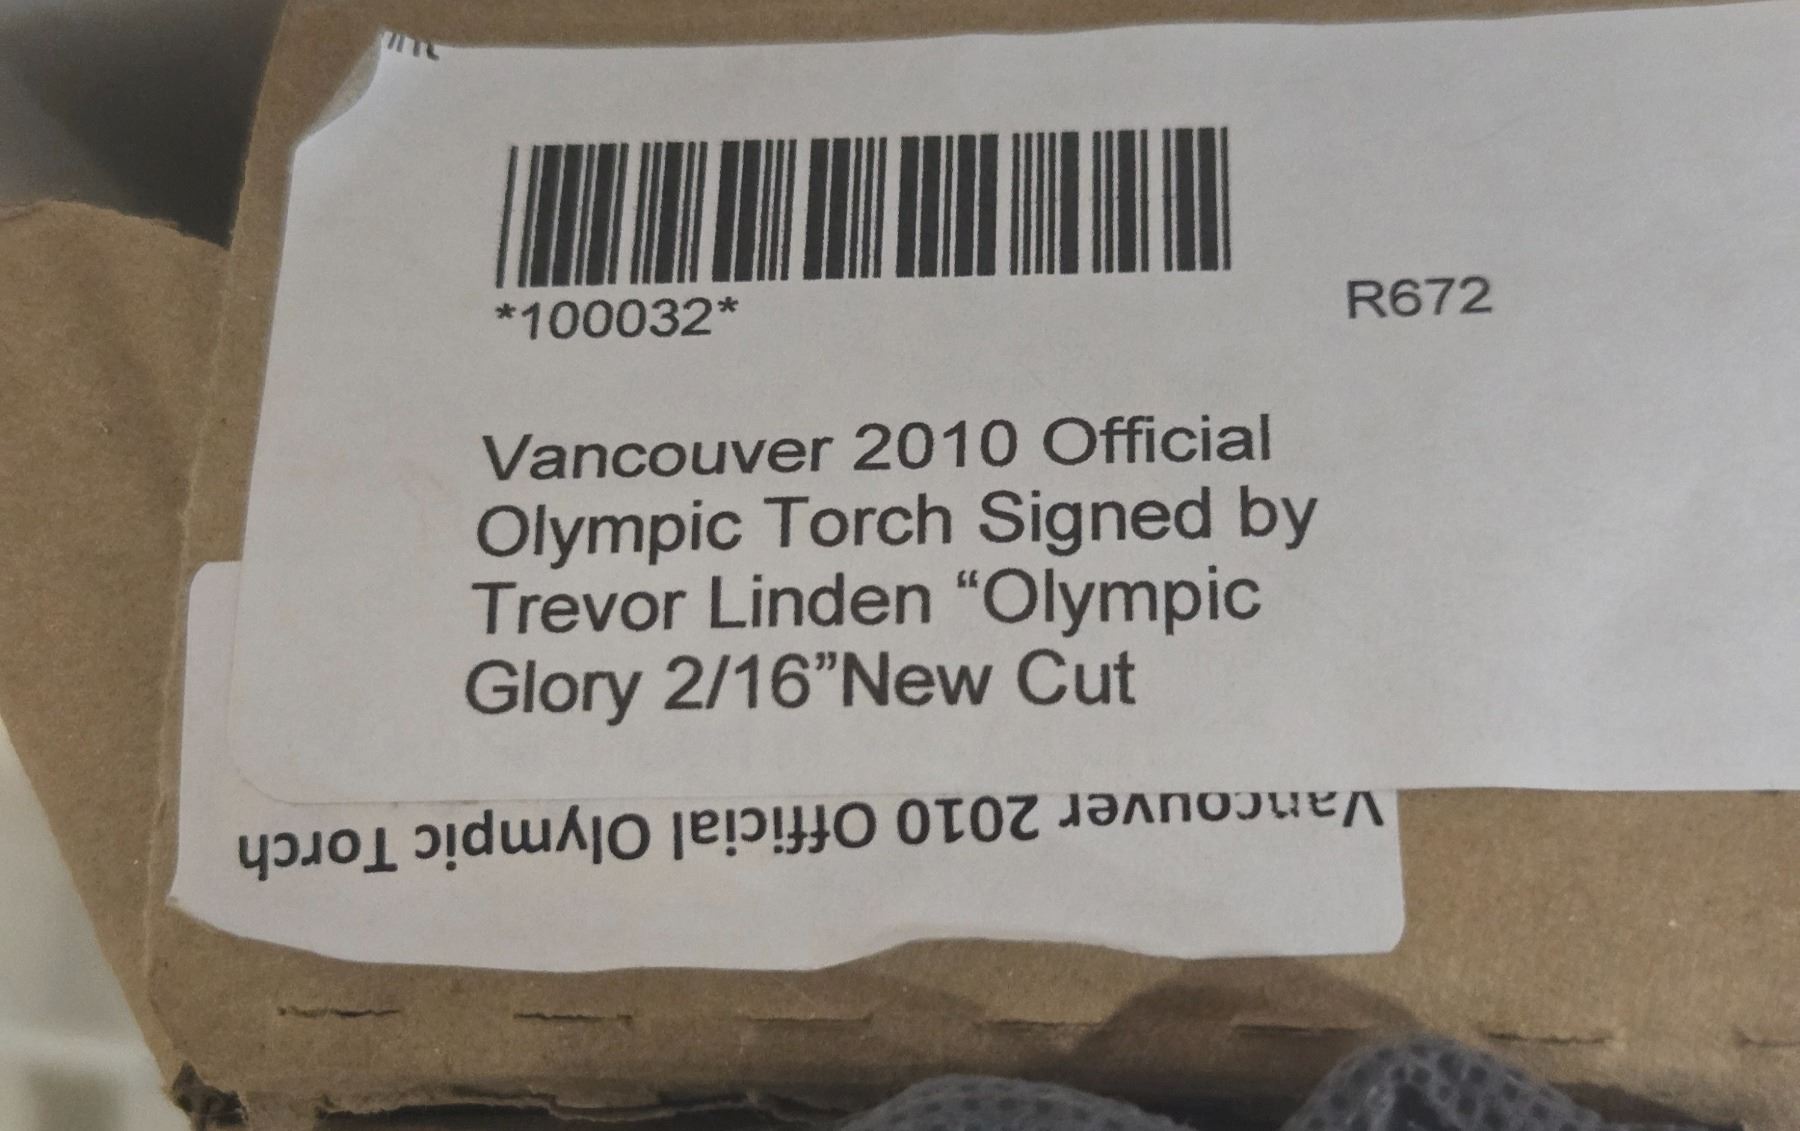 *100032*
R672
Vancouver 2010 Official
Olympic Torch Signed by
Trevor Linden “Olympic
Glory 2/16”New Cut
Vancouver 2010 Official Olympic Torch